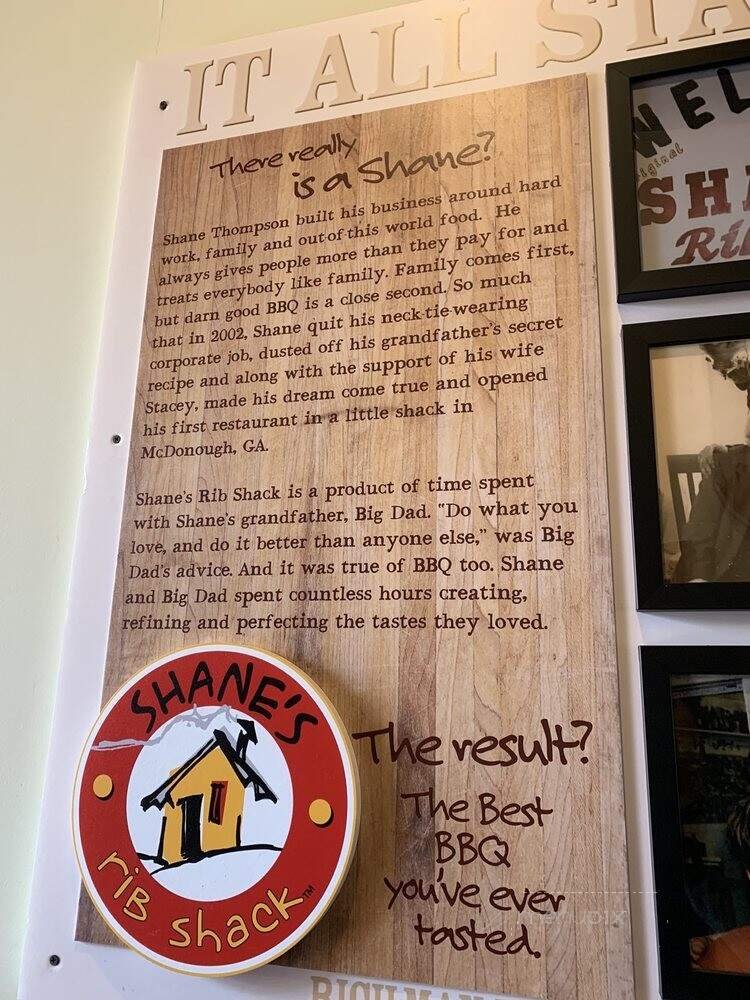 IT ALL STA
There really
is a Shane?
Shane Thompson built his business around hard
work, family and out of this world food. He
always gives people more than they pay for and
treats everybody like family. Family comes first,
but darn good BBQ is a close second. So much
that in 2002, Shane quit his neck-tie-wearing
corporate job, dusted off his grandfather's secret
recipe and along with the support of his wife
Stacey, made his dream come true and opened
his first restaurant in a little shack in
McDonough, GA.
Shane's Rib Shack is a product of time spent
with Shane's grandfather, Big Dad. "Do what you
love, and do it better than anyone else," was Big
Dad's advice. And it was true of BBQ too. Shane
and Big Dad spent countless hours creating,
refining and perfecting the tastes they loved.
The result?
The Best
BBQ
you've ever
tasted.
SHANE'S
rib shack™
WEL
iginal
SHA
Ri